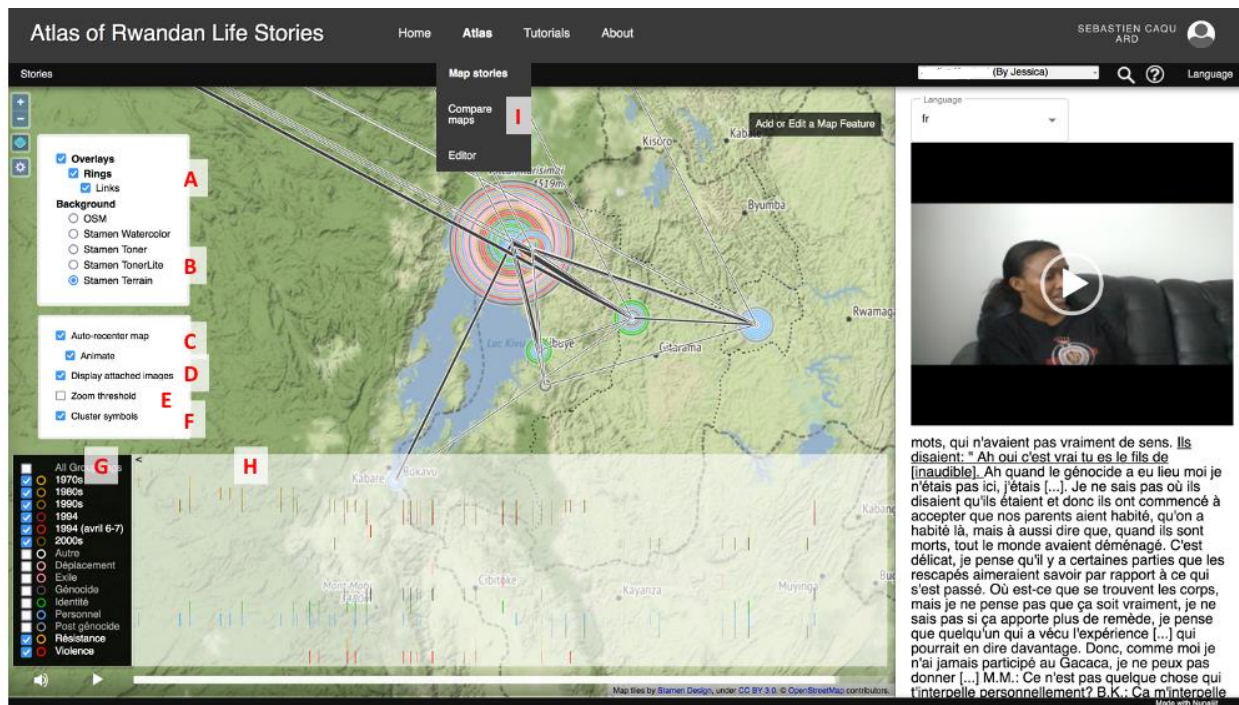 Atlas of Rwandan Life Stories
Home
Atlas
Tutorials
About
SEBASTIEN CAQU
ARD
Stories
Map stories
Compare
maps
I
Editor
(By Jessica)
Language
Add or Edit a Map Feature
Language
fr
+
−
Overlays
Rings
Links
A
Background
OSM
Stamen Watercolor
Stamen Toner
Stamen TonerLite
B
Stamen Terrain
Auto-recenter map
C
Animate
Display attached images
D
Zoom threshold
E
Cluster symbols
F
Kisoro
Kabale
4519m
Byumba
Rwamaga
Lac Kivu
Gitarama
Kabare
Bukavu
Cibitoke
Kayanza
Muyinga
Kabang
G
H
<
1970s
1980s
1990s
1994
1994 (avril 6-7)
2000s
Autre
Déplacement
Exile
Génocide
Identité
Personnel
Post génocide
Résistance
Violence
Map tiles by Stamen Design, under CC BY 3.0. © OpenStreetMap contributors.
mots, qui n'avaient pas vraiment de sens. Ils
disaient: " Ah oui c'est vrai tu es le fils de
[inaudible]. Ah quand le génocide a eu lieu moi je
n'étais pas ici, j'étais [...]. Je ne sais pas où ils
disaient qu'ils étaient et donc ils ont commencé à
accepter que nos parents aient habité, qu'on a
habité là, mais à aussi dire que, quand ils sont
morts, tout le monde avaient déménagé. C'est
délicat, je pense qu'il y a certaines parties que les
rescapés aimeraient savoir par rapport à ce qui
s'est passé. Où est-ce que se trouvent les corps,
mais je ne pense pas que ça soit vraiment, je ne
sais pas si ça apporte plus de remède, je pense
que quelqu'un qui a vécu l'expérience [...] qui
pourrait en dire davantage. Donc, comme moi je
n'ai jamais participé au Gacaca, je ne peux pas
donner [...] M.M.: Ce n'est pas quelque chose qui
t'interpelle personnellement? B.K.: Ça m'interpelle
Made with Nunaliit